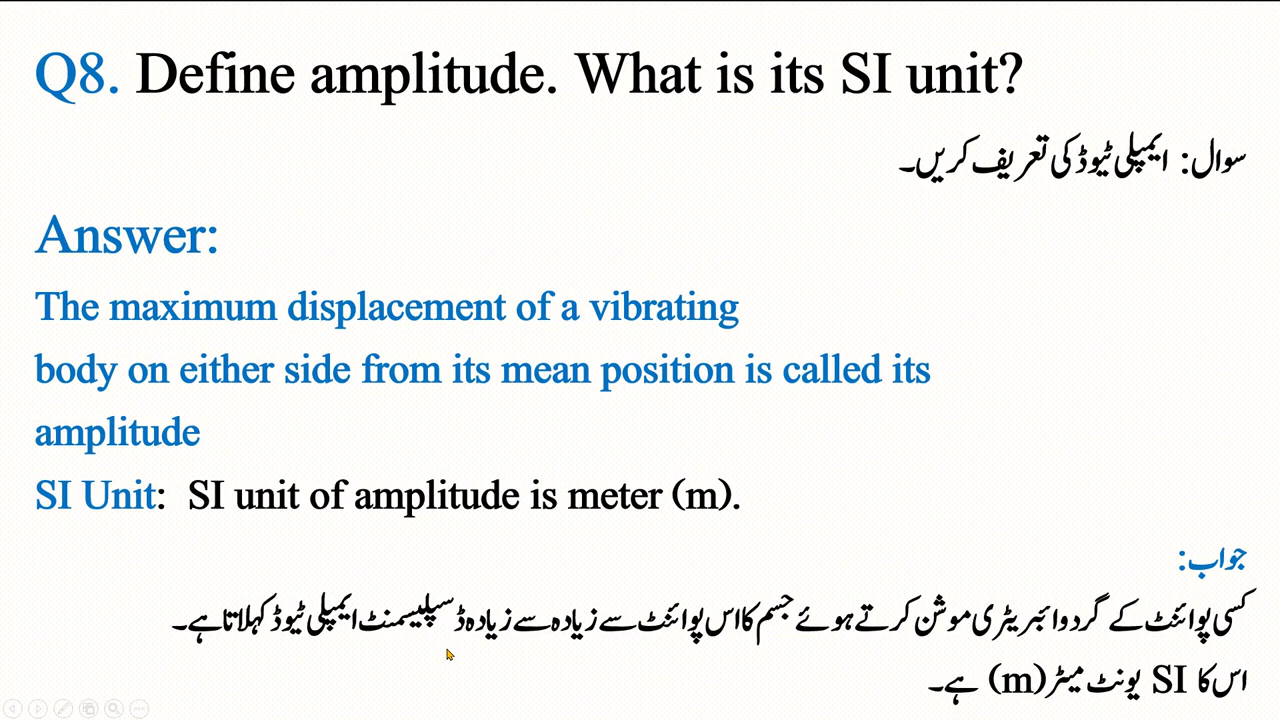 Q8. Define amplitude. What is its SI unit?
سوال: ایمپلی ٹیوڈ کی تعریف کریں۔
Answer:
The maximum displacement of a vibrating
body on either side from its mean position is called its
amplitude
SI Unit: SI unit of amplitude is meter (m).
جواب:
کسی پوائنٹ کے گرد وائبریٹری موشن کرتے ہوئے جسم کا اس پوائنٹ سے زیادہ سے زیادہ ڈسپلیسمنٹ ایمپلی ٹیوڈ کہلاتا ہے۔
اس کا SI یونٹ میٹر (m) ہے۔